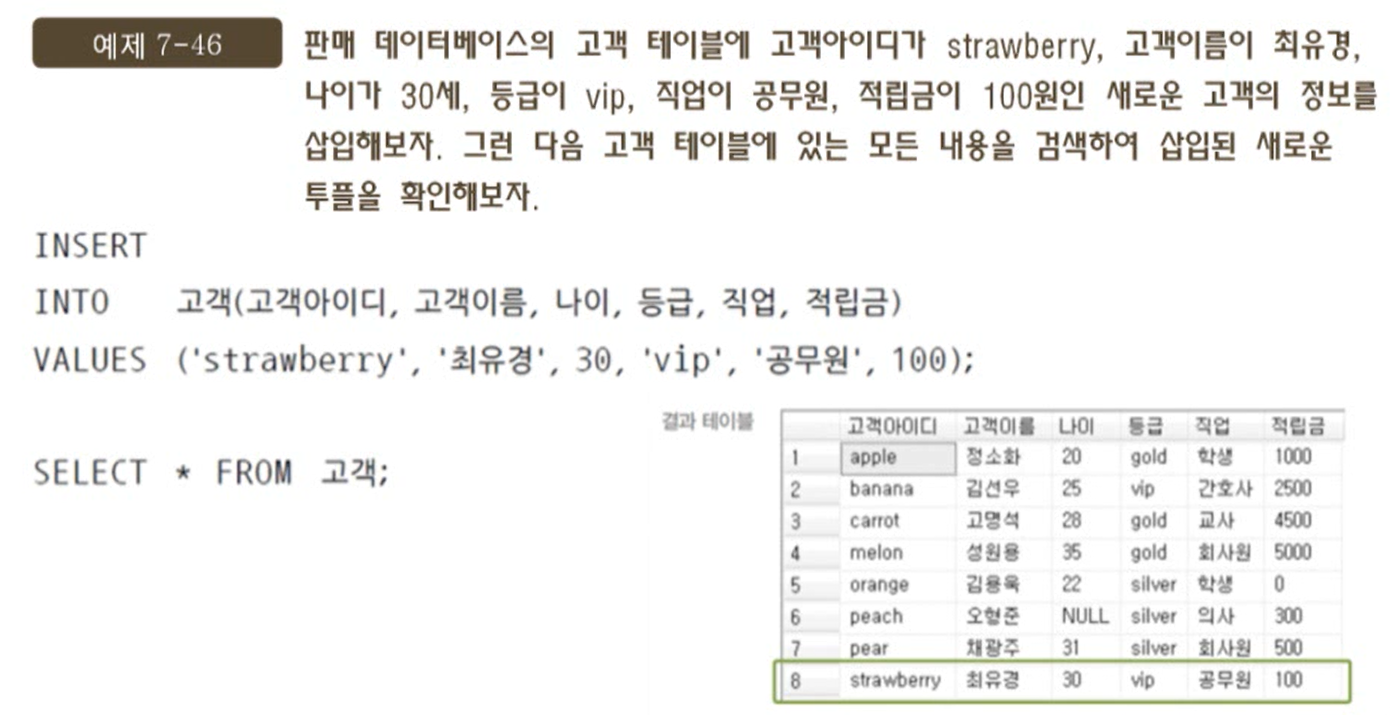 예제 7-46 판매 데이터베이스의 고객 테이블에 고객아이디가 strawberry, 고객이름이 최유경,
나이가 30세, 등급이 vip, 직업이 공무원, 적립금이 100원인 새로운 고객의 정보를
삽입해보자. 그런 다음 고객 테이블에 있는 모든 내용을 검색하여 삽입된 새로운
투플을 확인해보자.
INSERT
INTO 고객(고객아이디, 고객이름, 나이, 등급, 직업, 적립금)
VALUES ('strawberry', '최유경', 30, 'vip', '공무원', 100);
SELECT * FROM 고객;
결과 테이블
고객아이디 고객이름 나이 등급 직업 적립금
1 apple 정소화 20 gold 학생 1000
2 banana 김선우 25 vip 간호사 2500
3 carrot 고명석 28 gold 교사 4500
4 melon 성원용 35 gold 회사원 5000
5 orange 김용욱 22 silver 학생 0
6 peach 오형준 NULL silver 의사 300
7 pear 채광주 31 silver 회사원 500
8 strawberry 최유경 30 vip 공무원 100